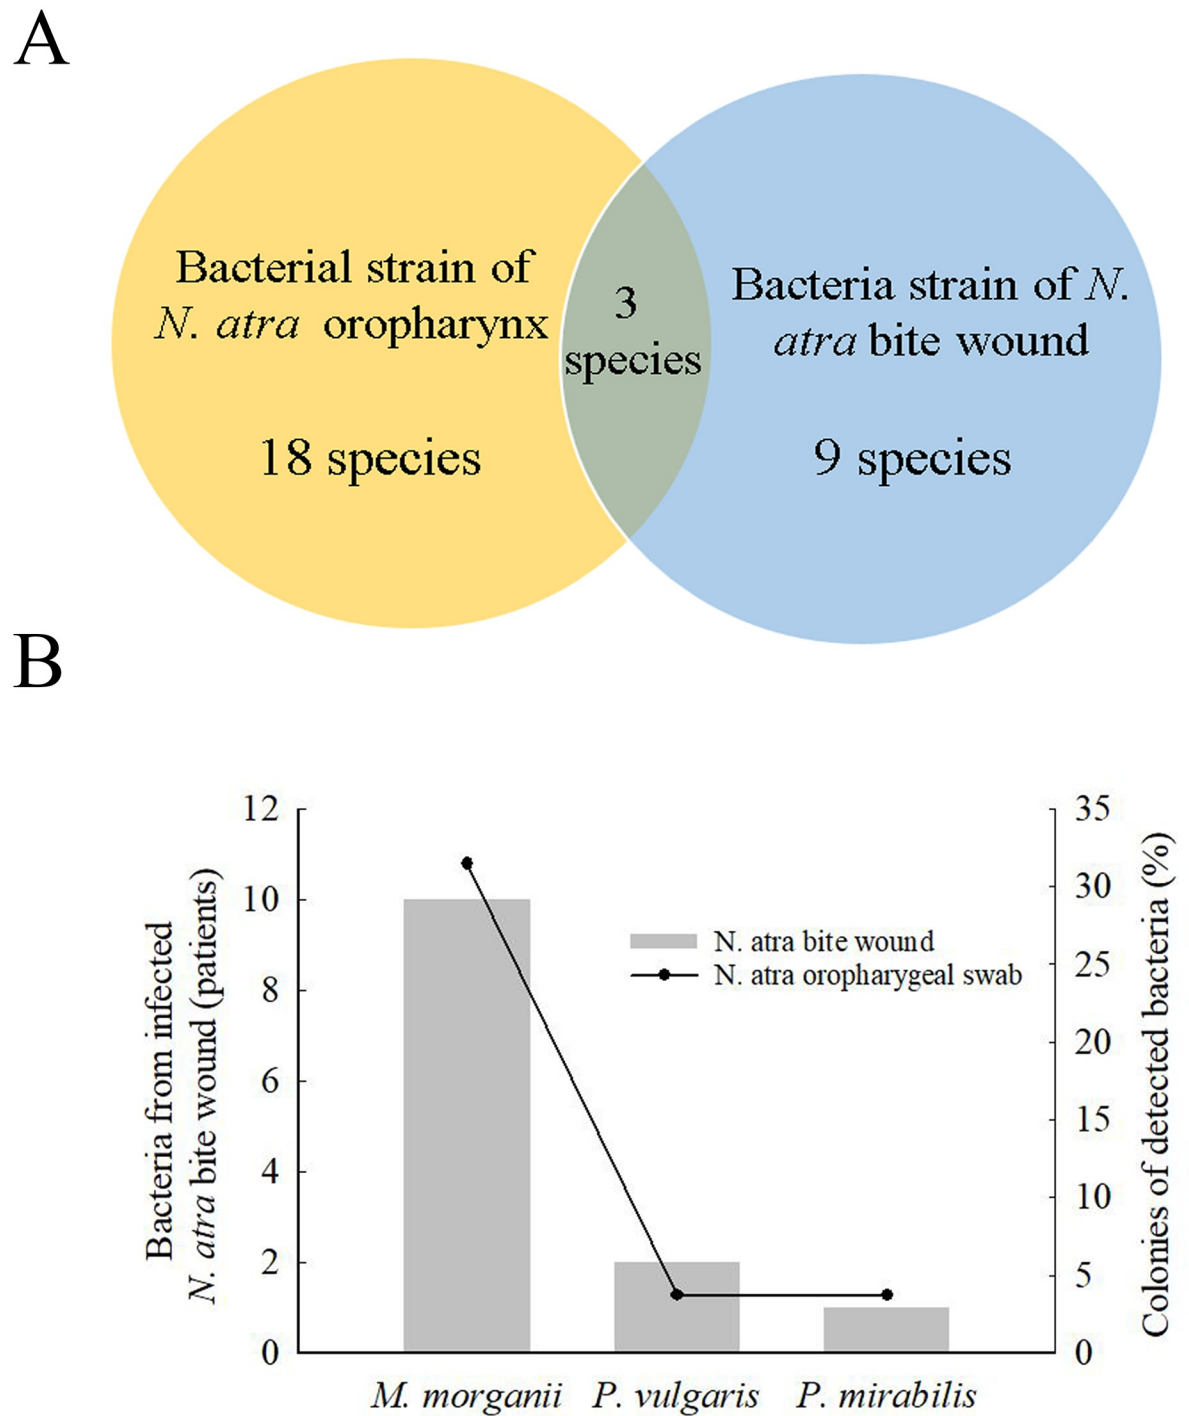 A
Bacterial strain of
N. atra oropharynx
18 species
3
species
Bacteria strain of N.
atra bite wound
9 species
B
Bacteria from infected
N. atra bite wound (patients)
12
10
8
6
4
2
0
N. atra bite wound
N. atra oropharygeal swab
35
30
25
20
15
10
5
0
Colonies of detected bacteria (%)
M. morganii P. vulgaris P. mirabilis